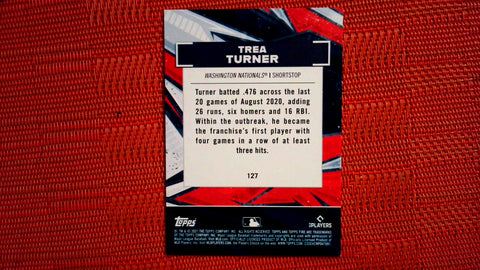 TREA
TURNER
WASHINGTON NATIONALS® | SHORTSTOP
Turner batted .476 across the last
20 games of August 2020, adding
26 runs, six homers and 16 RBI.
Within the outbreak, he became
the franchise's first player with
four games in a row of at least
three hits.
127
Topps
PLAYERS